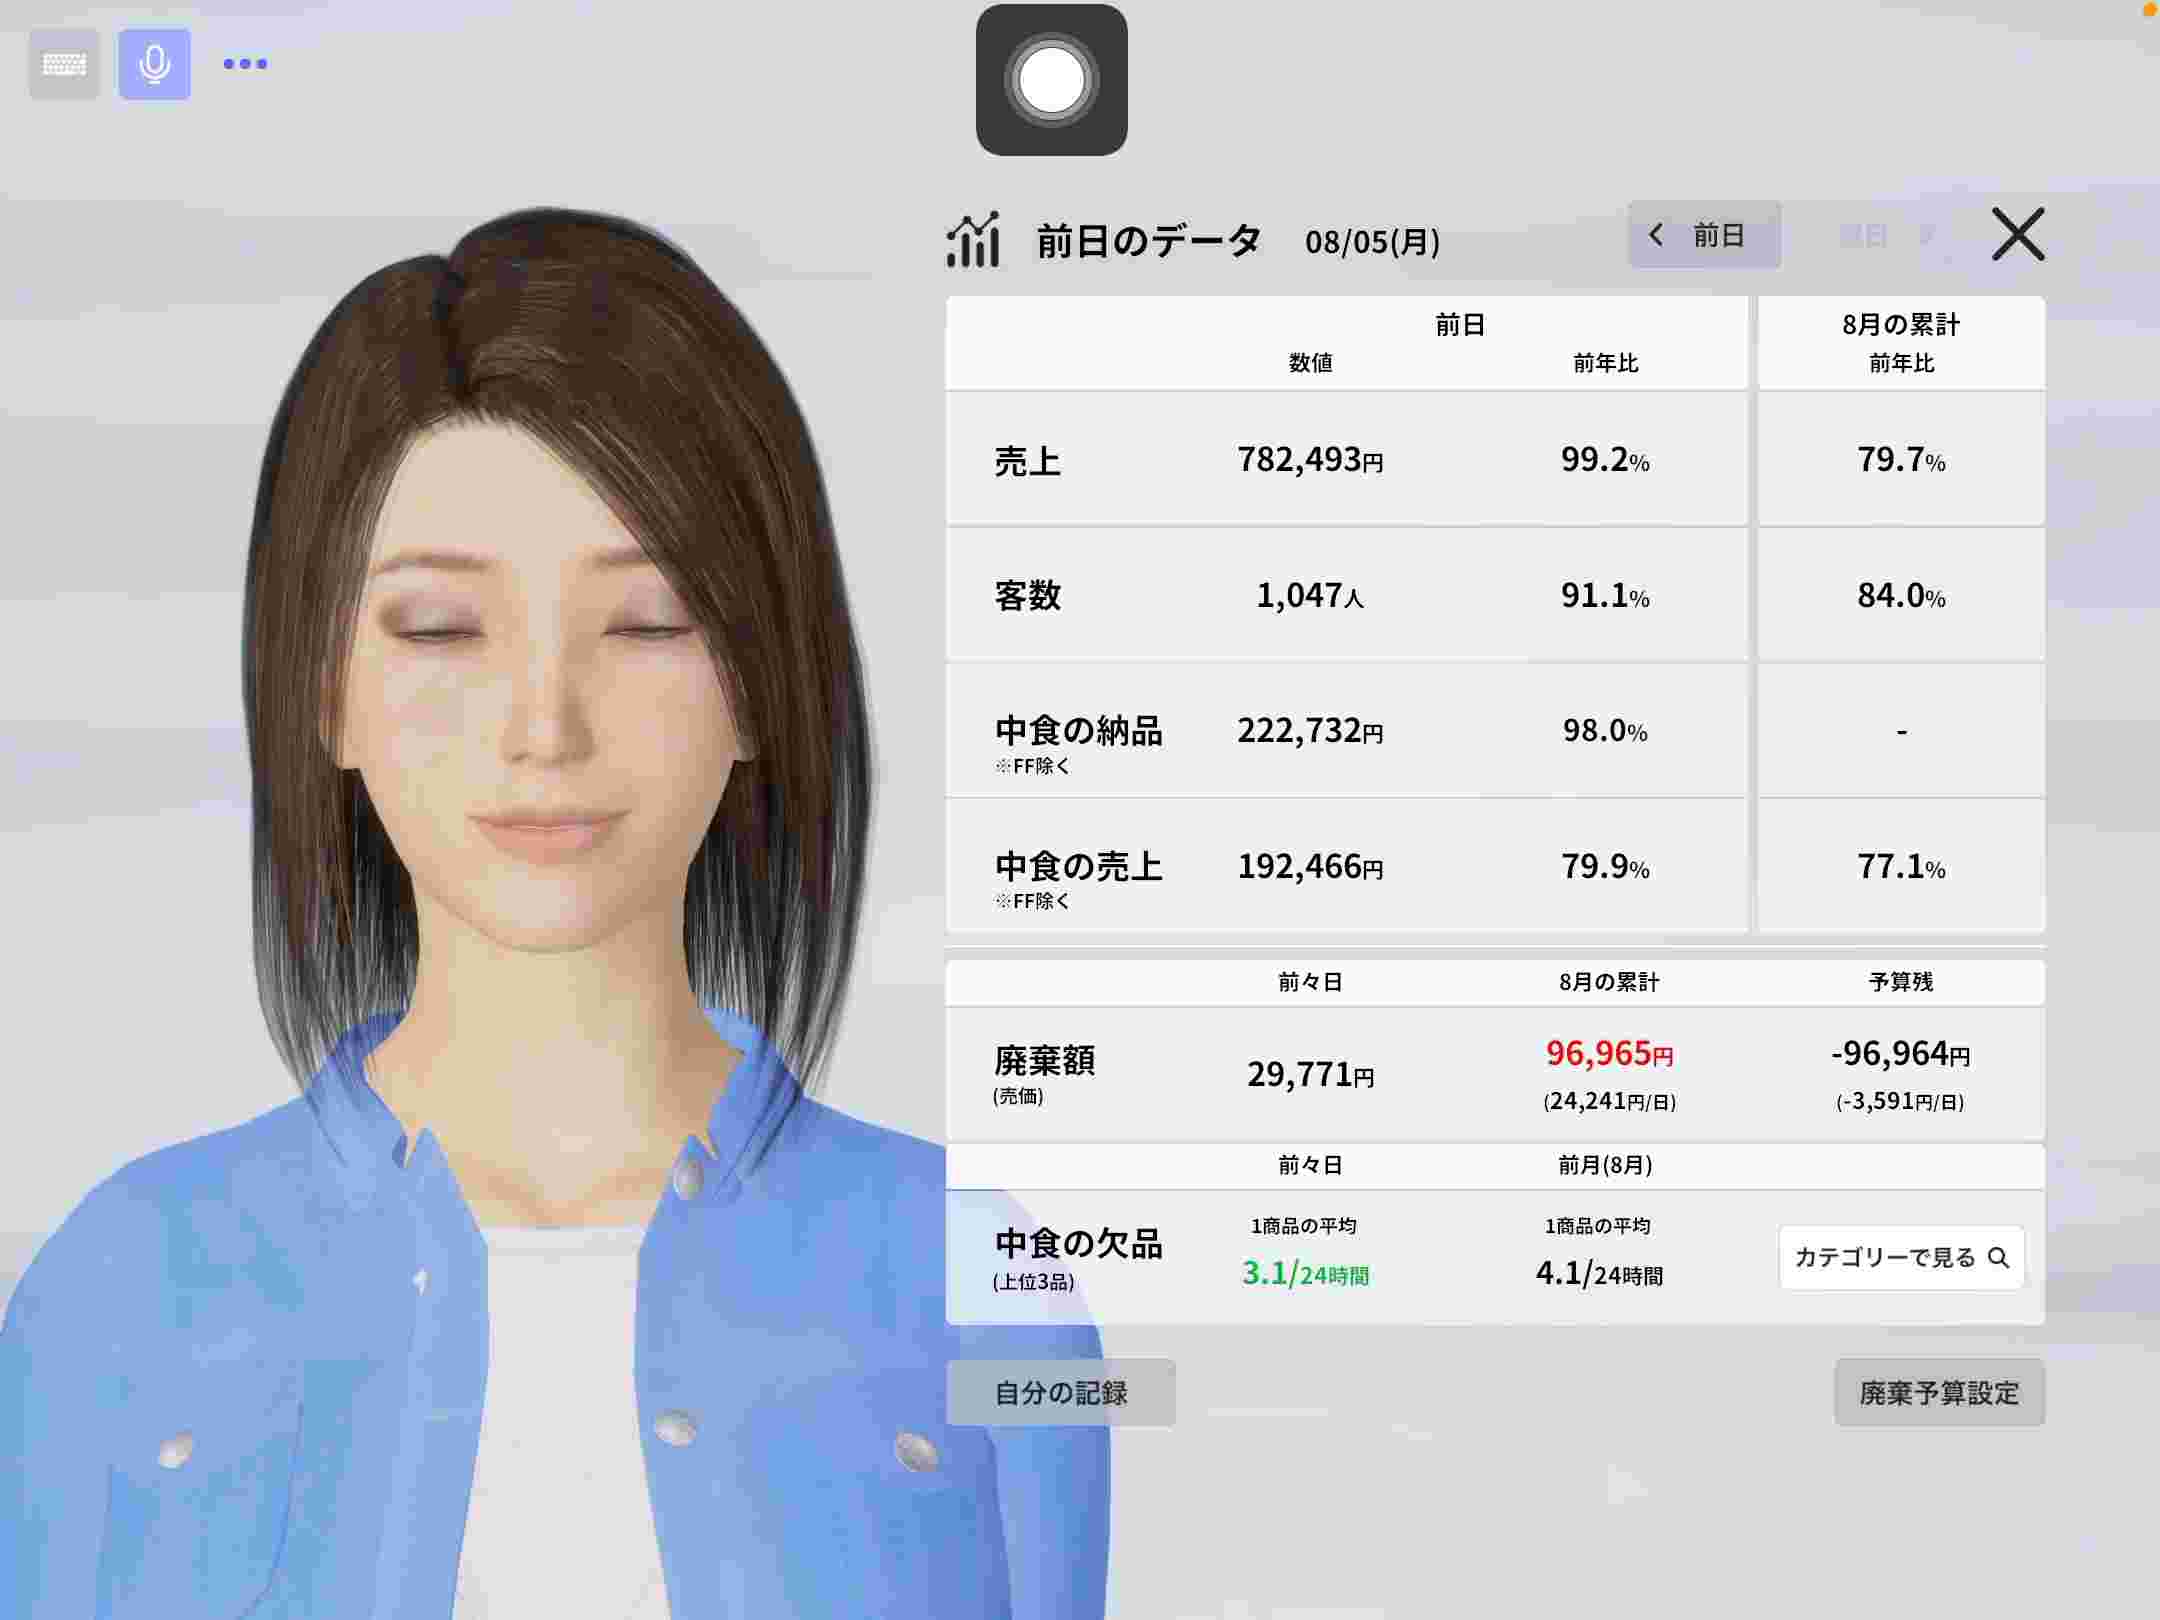 前日のデータ 08/05(月) 前日 翌日
前日 8月の累計
数値 前年比 前年比
売上 782,493円 99.2% 79.7%
客数 1,047人 91.1% 84.0%
中食の納品 222,732円 98.0% -
※FF除く
中食の売上 192,466円 79.9% 77.1%
※FF除く
前々日 8月の累計 予算残
廃棄額 29,771円 96,965円 -96,964円
(売価) (24,241円/日) (-3,591円/日)
前々日 前月(8月)
1商品の平均 1商品の平均
中食の欠品 3.1/24時間 4.1/24時間 カテゴリーで見る
(上位3品)
自分の記録 廃棄予算設定